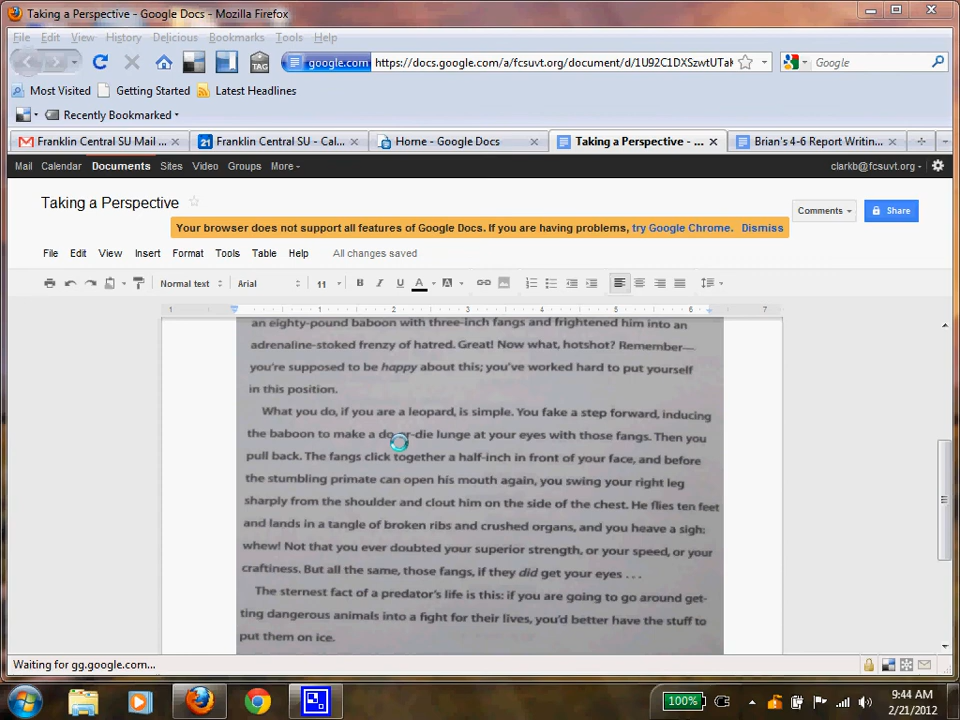 Taking a Perspective - Google Docs - Mozilla Firefox
File Edit View History Delicious Bookmarks Tools Help
TAG google.com https://docs.google.com/a/fcsuvt.org/document/d/1U92C1DXSzwtUTak Google
Most Visited Getting Started Latest Headlines
Recently Bookmarked
Franklin Central SU Mail ... 21 Franklin Central SU - Cal... Home - Google Docs Taking a Perspective - ... Brian's 4-6 Report Writin...
Mail Calendar Documents Sites Video Groups More clarkb@fcsuvt.org
Taking a Perspective
Comments Share
Your browser does not support all features of Google Docs. If you are having problems, try Google Chrome. Dismiss
File Edit View Insert Format Tools Table Help All changes saved
Normal text Arial 11 B I U A A
1 1 2 3 4 5 6 7
an eighty-pound baboon with three-inch fangs and frightened him into an
adrenaline-stoked frenzy of hatred. Great! Now what, hotshot? Remember—
you're supposed to be happy about this; you've worked hard to put yourself
in this position.
What you do, if you are a leopard, is simple. You fake a step forward, inducing
the baboon to make a do-or-die lunge at your eyes with those fangs. Then you
pull back. The fangs click together a half-inch in front of your face, and before
the stumbling primate can open his mouth again, you swing your right leg
sharply from the shoulder and clout him on the side of the chest. He flies ten feet
and lands in a tangle of broken ribs and crushed organs, and you heave a sigh:
whew! Not that you ever doubted your superior strength, or your speed, or your
craftiness. But all the same, those fangs, if they did get your eyes . . .
The sternest fact of a predator's life is this: if you are going to go around get-
ting dangerous animals into a fight for their lives, you'd better have the stuff to
put them on ice.
Waiting for gg.google.com...
100% 9:44 AM
2/21/2012